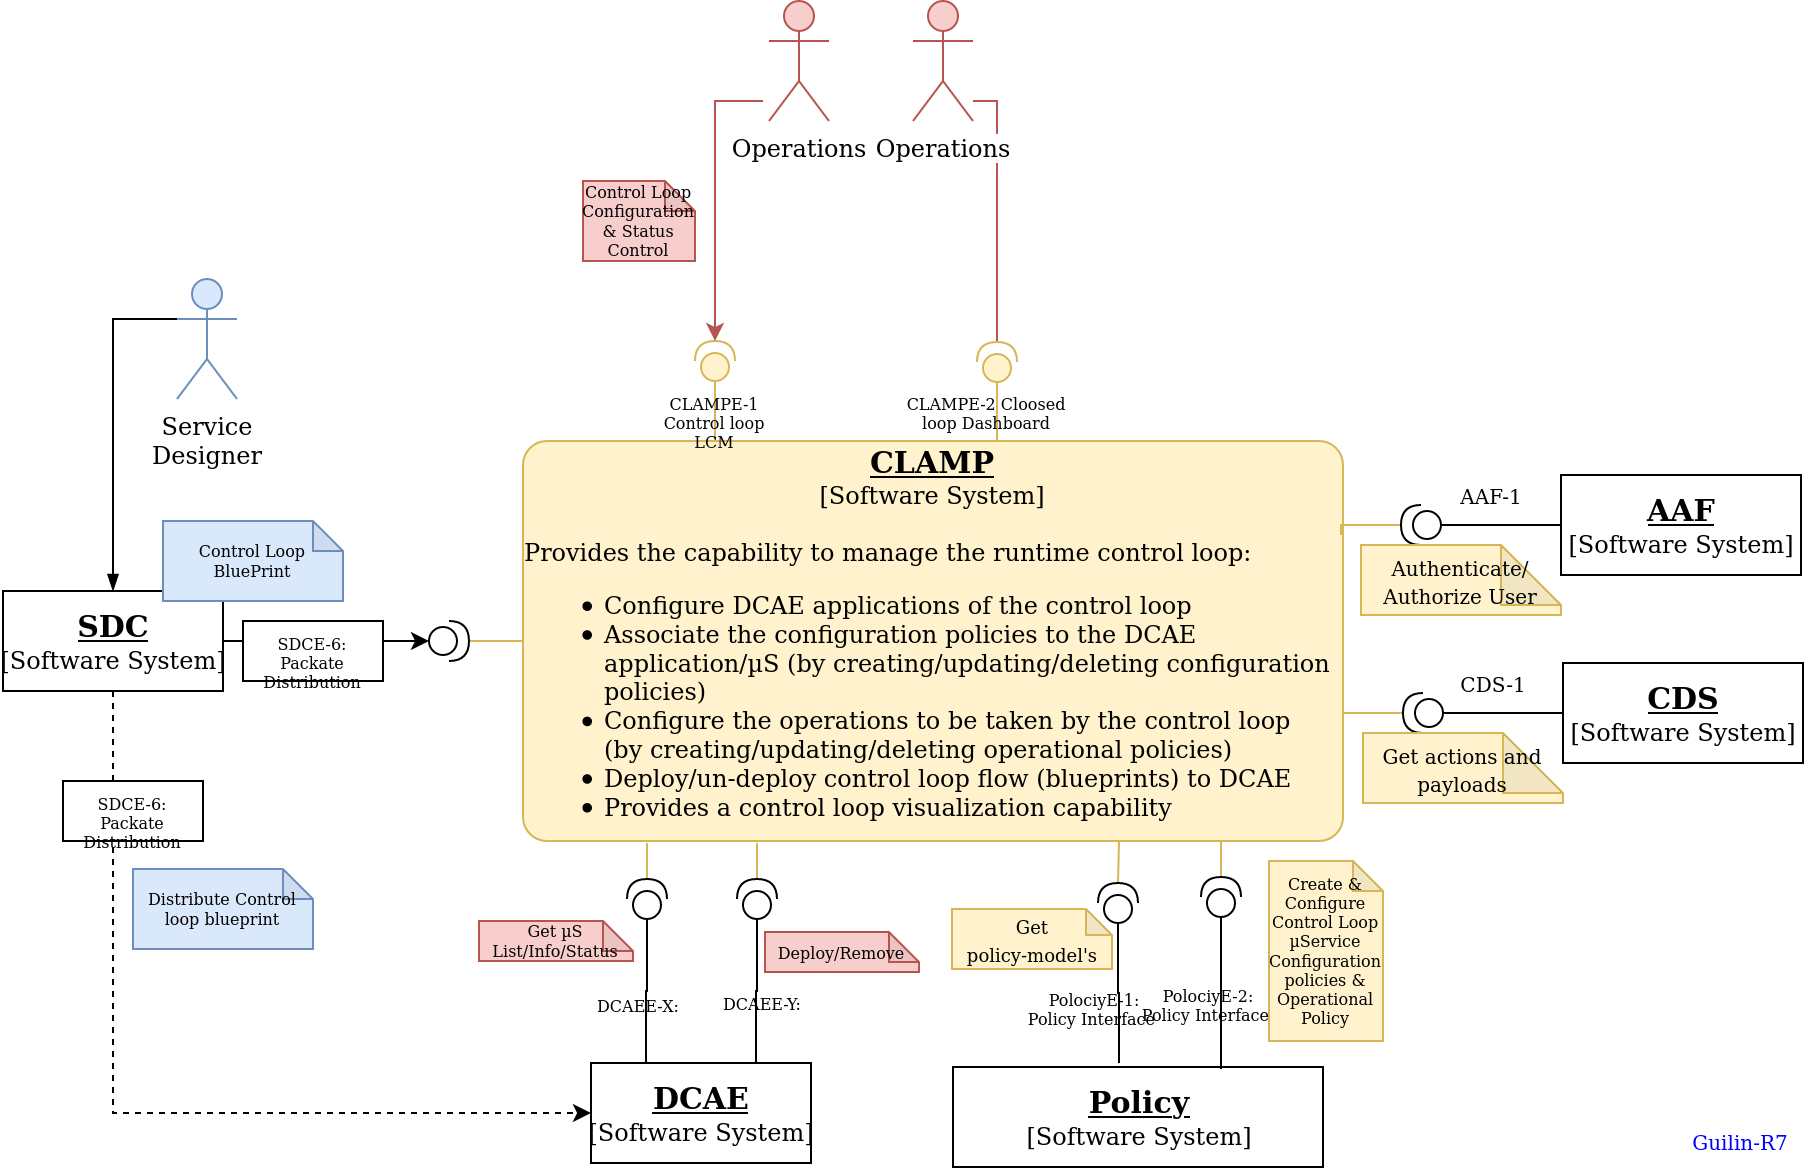 Operations
Operations
Control Loop
Configuration
& Status
Control
Service
Designer
CLAMPE-1
Control loop
LCM
CLAMPE-2 Cloosed
loop Dashboard
CLAMP
[Software System]
Provides the capability to manage the runtime control loop:
• Configure DCAE applications of the control loop
• Associate the configuration policies to the DCAE
application/µS (by creating/updating/deleting configuration
policies)
• Configure the operations to be taken by the control loop
(by creating/updating/deleting operational policies)
• Deploy/un-deploy control loop flow (blueprints) to DCAE
• Provides a control loop visualization capability
AAF-1
AAF
[Software System]
Authenticate/
Authorize User
Control Loop
BluePrint
SDC
[Software System]
SDCE-6:
Packate
Distribution
CDS-1
CDS
[Software System]
Get actions and
payloads
SDCE-6:
Packate
Distribution
Distribute Control
loop blueprint
Get µS
List/Info/Status
Deploy/Remove
Get
policy-model's
Create &
Configure
Control Loop
µService
Configuration
policies &
Operational
Policy
DCAEE-X:
DCAEE-Y:
PolociyE-1:
Policy Interface
PolociyE-2:
Policy Interface
DCAE
[Software System]
Policy
[Software System]
Guilin-R7